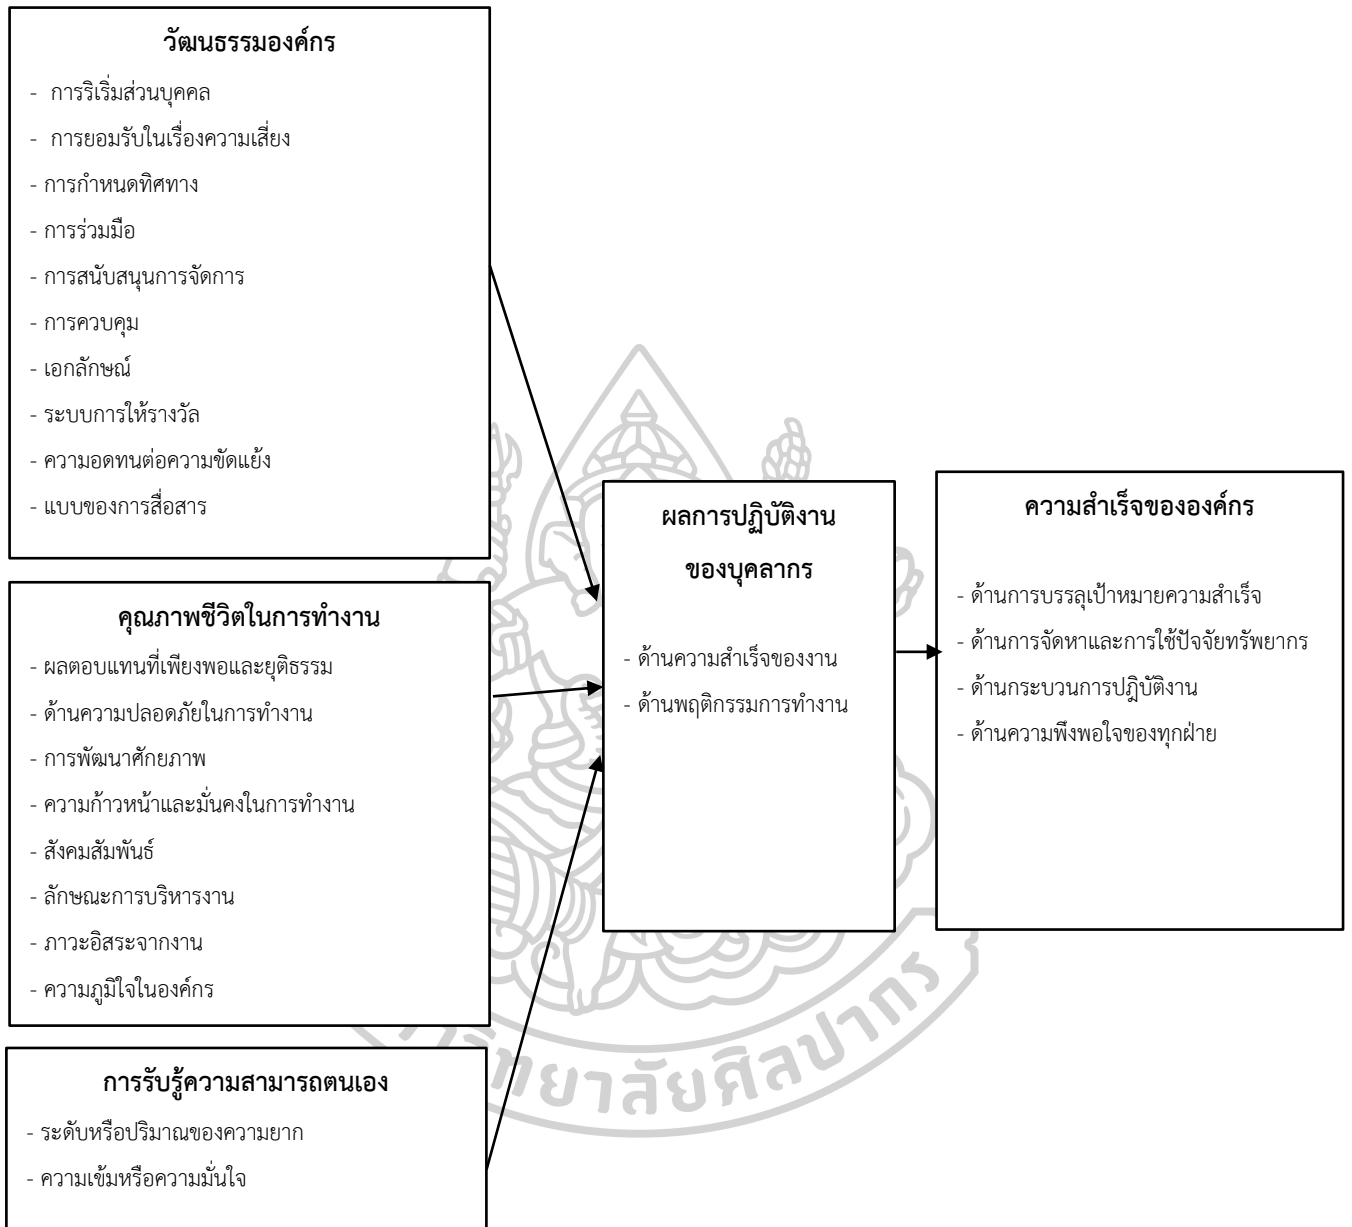 วัฒนธรรมองค์กร
- การริเริ่มส่วนบุคคล
- การยอมรับในเรื่องความเสี่ยง
- การกำหนดทิศทาง
- การร่วมมือ
- การสนับสนุนการจัดการ
- การควบคุม
- เอกลักษณ์
- ระบบการให้รางวัล
- ความอดทนต่อความขัดแย้ง
- แบบของการสื่อสาร
คุณภาพชีวิตในการทำงาน
- ผลตอบแทนที่เพียงพอและยุติธรรม
- ด้านความปลอดภัยในการทำงาน
- การพัฒนาศักยภาพ
- ความก้าวหน้าและมั่นคงในการทำงาน
- สังคมสัมพันธ์
- ลักษณะการบริหารงาน
- ภาวะอิสระจากงาน
- ความภูมิใจในองค์กร
การรับรู้ความสามารถตนเอง
- ระดับหรือปริมาณของความยาก
- ความเข้มหรือความมั่นใจ
ผลการปฏิบัติงาน
ของบุคลากร
- ด้านความสำเร็จของงาน
- ด้านพฤติกรรมการทำงาน
ความสำเร็จขององค์กร
- ด้านการบรรลุเป้าหมายความสำเร็จ
- ด้านการจัดหาและการใช้ปัจจัยทรัพยากร
- ด้านกระบวนการปฏิบัติงาน
- ด้านความพึงพอใจของทุกฝ่าย
วิทยาลัยศิลปากร